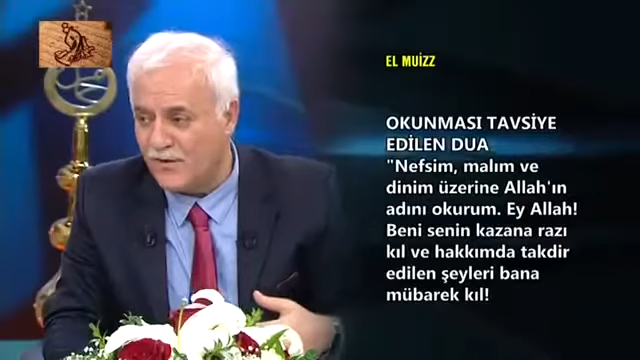 EL MUİZZ
OKUNMASI TAVSİYE
EDİLEN DUA
"Nefsim, malım ve
dinim üzerine Allah'ın
adını okurum. Ey Allah!
Beni senin kazana razı
kıl ve hakkımda takdir
edilen şeyleri bana
mübarek kıl!